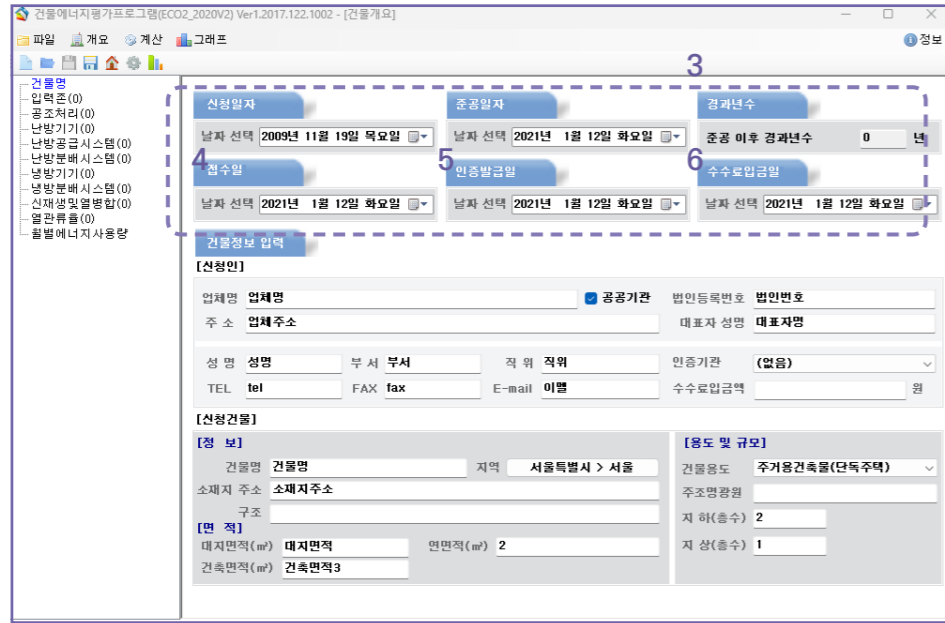 건물에너지평가프로그램(ECO2_2020V2) Ver1.2017.122.1002 - [건물개요]
파일 개요 계산 그래프 정보
건물명
입력존(0)
공조처리(0)
난방기기(0)
난방공급시스템(0)
난방분배시스템(0)
냉방기기(0)
냉방분배시스템(0)
신재생및열병합(0)
열관류율(0)
월별에너지사용량
3
신청일자 준공일자 경과년수
날짜 선택 2009년 11월 19일 목요일 날짜 선택 2021년 1월 12일 화요일 준공 이후 경과년수 0 년
4 5 6
접수일 인증발급일 수수료입금일
날짜 선택 2021년 1월 12일 화요일 날짜 선택 2021년 1월 12일 화요일 날짜 선택 2021년 1월 12일 화요일
건물정보 입력
[신청인]
업체명 업체명 공공기관 법인등록번호 법인번호
주 소 업체주소 대표자 성명 대표자명
성 명 성명 부 서 부서 직 위 직위 인증기관 (없음)
TEL tel FAX fax E-mail 이멜 수수료입금액 원
[신청건물]
[정 보] [용도 및 규모]
건물명 건물명 지역 서울특별시 > 서울 건물용도 주거용건축물(단독주택)
소재지 주소 소재지주소 주조명광원
구조 지 하(층수) 2
[면 적]
대지면적(㎡) 대지면적 연면적(㎡) 2 지 상(층수) 1
건축면적(㎡) 건축면적3